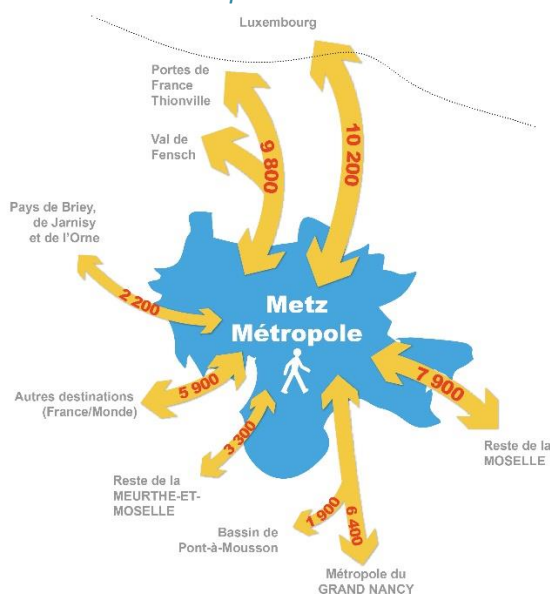 Luxembourg
Portes de
France
Thionville
Val de
Fensch
9 800
10 200
Pays de Briey,
de Jarnisy
et de l'Orne
2 200
Metz
Métropole
Autres destinations
(France/Monde)
5 900
7 900
Reste de la
MOSELLE
3 300
Reste de la
MEURTHE-ET-
MOSELLE
1 900
6 400
Bassin de
Pont-à-Mousson
Métropole du
GRAND NANCY